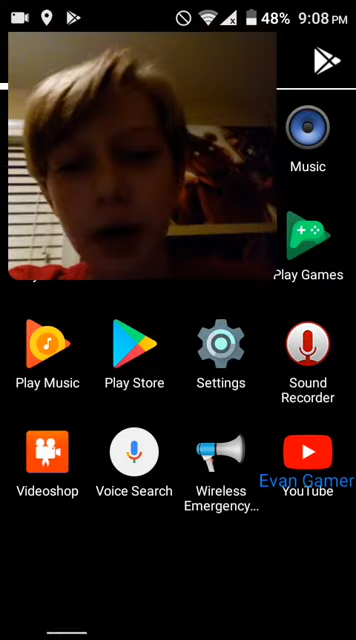 48% 9:08 PM
Music
Play Games
Play Music
Play Store
Settings
Sound
Recorder
Videoshop
Voice Search
Wireless
Emergency...
YouTube
Evan Gamer